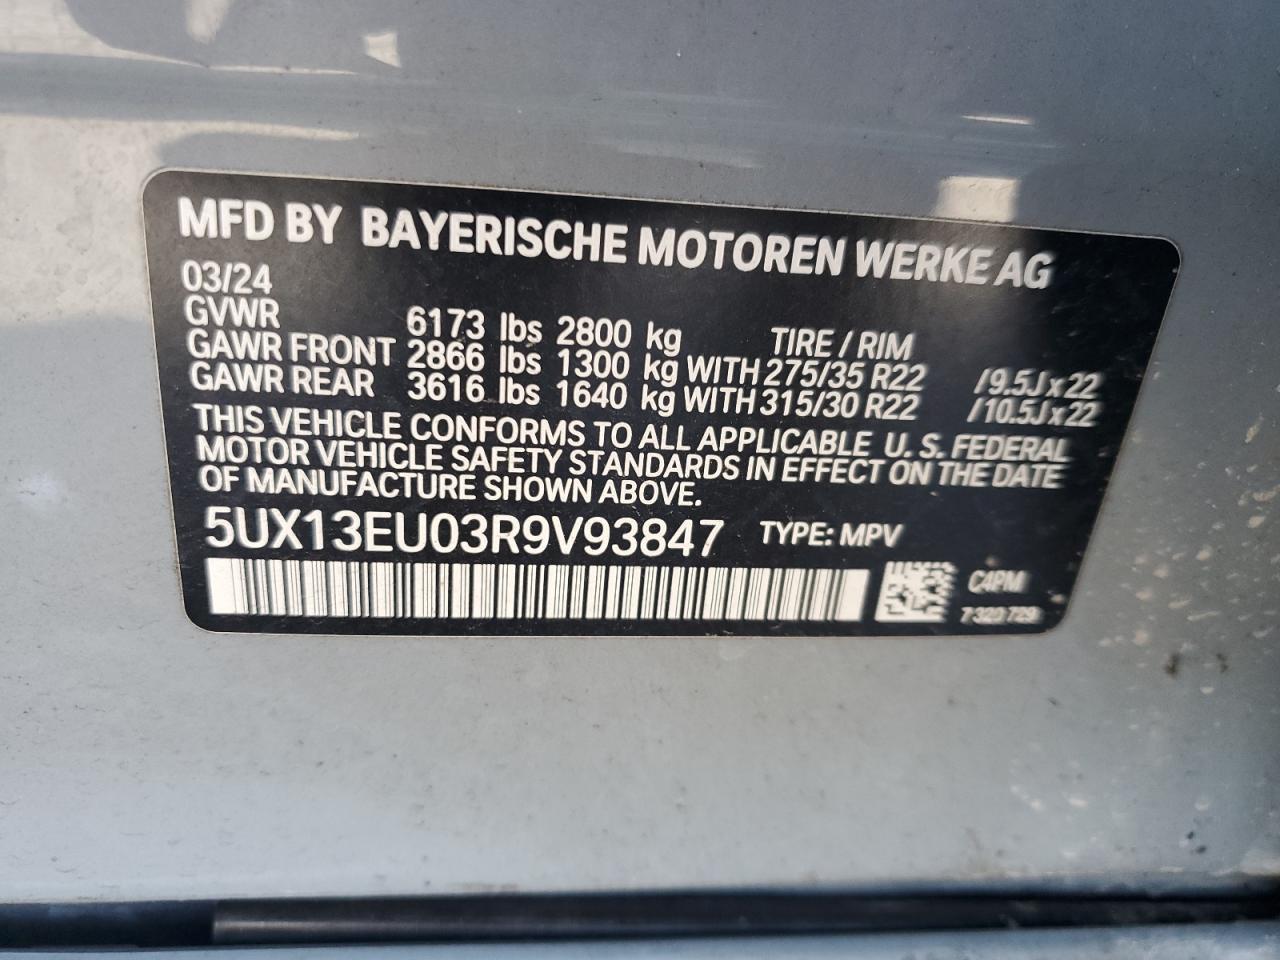 MFD BY BAYERISCHE MOTOREN WERKE AG
03/24
GVWR 6173 lbs 2800 kg TIRE / RIM
GAWR FRONT 2866 lbs 1300 kg WITH 275/35 R22 /9.5J x 22
GAWR REAR 3616 lbs 1640 kg WITH 315/30 R22 /10.5J x 22
THIS VEHICLE CONFORMS TO ALL APPLICABLE U. S. FEDERAL
MOTOR VEHICLE SAFETY STANDARDS IN EFFECT ON THE DATE
OF MANUFACTURE SHOWN ABOVE.
5UX13EU03R9V93847 TYPE: MPV
C4PM
7 320 729